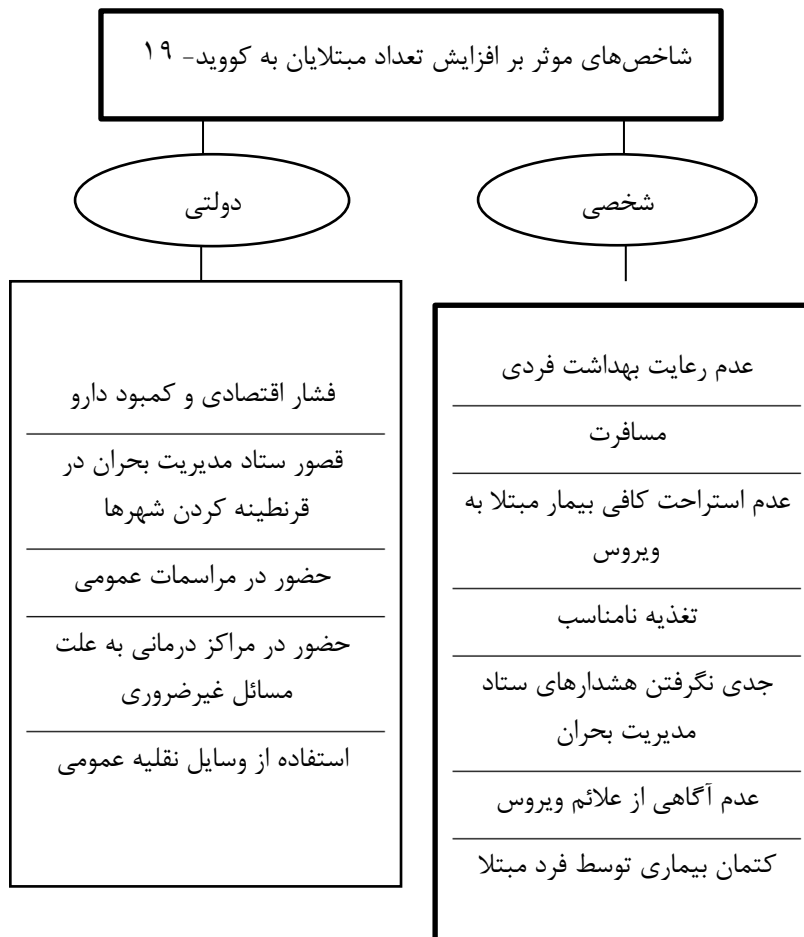 شاخص‌های موثر بر افزایش تعداد مبتلایان به کووید- ۱۹
شخصی
دولتی
عدم رعایت بهداشت فردی
مسافرت
عدم استراحت کافی بیمار مبتلا به
ویروس
تغذیه نامناسب
جدی نگرفتن هشدارهای ستاد
مدیریت بحران
عدم آگاهی از علائم ویروس
کتمان بیماری توسط فرد مبتلا
فشار اقتصادی و کمبود دارو
قصور ستاد مدیریت بحران در
قرنطینه کردن شهرها
حضور در مراسمات عمومی
حضور در مراکز درمانی به علت
مسائل غیرضروری
استفاده از وسایل نقلیه عمومی